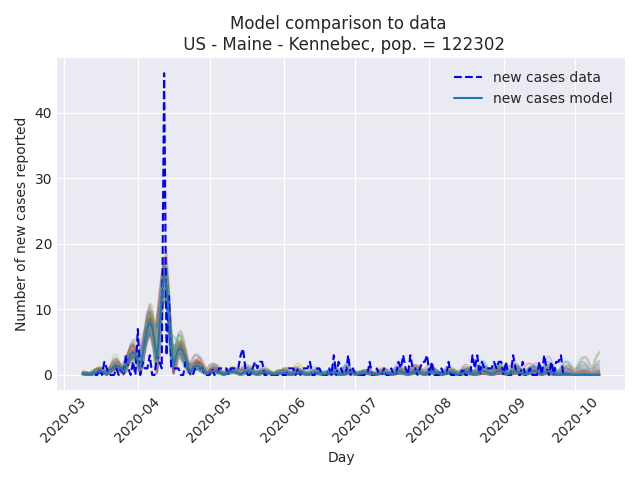 Model comparison to data
US - Maine - Kennebec, pop. = 122302
new cases data
new cases model
Number of new cases reported
40
30
20
10
0
2020-03
2020-04
2020-05
2020-06
2020-07
2020-08
2020-09
2020-10
Day